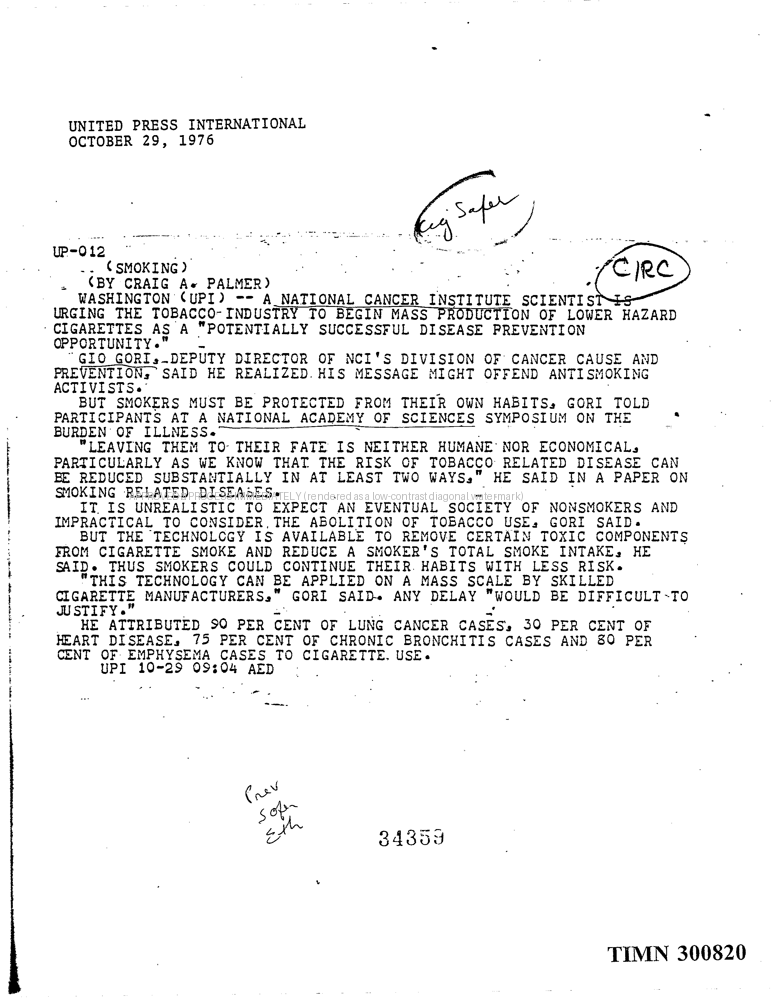 UNITED PRESS INTERNATIONAL
OCTOBER 29, 1976
Cig Safer
UP-012
CIRC
(SMOKING)
(BY CRAIG A. PALMER)
WASHINGTON (UPI) -- A NATIONAL CANCER INSTITUTE SCIENTIST IS
URGING THE TOBACCO INDUSTRY TO BEGIN MASS PRODUCTION OF LOWER HAZARD
CIGARETTES AS A "POTENTIALLY SUCCESSFUL DISEASE PREVENTION
OPPORTUNITY."
GIO GORI, DEPUTY DIRECTOR OF NCI'S DIVISION OF CANCER CAUSE AND
PREVENTION, SAID HE REALIZED HIS MESSAGE MIGHT OFFEND ANTISMOKING
ACTIVISTS.
BUT SMOKERS MUST BE PROTECTED FROM THEIR OWN HABITS, GORI TOLD
PARTICIPANTS AT A NATIONAL ACADEMY OF SCIENCES SYMPOSIUM ON THE
BURDEN OF ILLNESS.
"LEAVING THEM TO THEIR FATE IS NEITHER HUMANE NOR ECONOMICAL,
PARTICULARLY AS WE KNOW THAT THE RISK OF TOBACCO RELATED DISEASE CAN
BE REDUCED SUBSTANTIALLY IN AT LEAST TWO WAYS," HE SAID IN A PAPER ON
SMOKING RELATED DISEASES.
(rendered as a low-contrast diagonal watermark)
IT IS UNREALISTIC TO EXPECT AN EVENTUAL SOCIETY OF NONSMOKERS AND
IMPRACTICAL TO CONSIDER THE ABOLITION OF TOBACCO USE, GORI SAID.
BUT THE TECHNOLOGY IS AVAILABLE TO REMOVE CERTAIN TOXIC COMPONENTS
FROM CIGARETTE SMOKE AND REDUCE A SMOKER'S TOTAL SMOKE INTAKE, HE
SAID. THUS SMOKERS COULD CONTINUE THEIR HABITS WITH LESS RISK.
"THIS TECHNOLOGY CAN BE APPLIED ON A MASS SCALE BY SKILLED
CIGARETTE MANUFACTURERS," GORI SAID. ANY DELAY "WOULD BE DIFFICULT TO
JUSTIFY."
HE ATTRIBUTED 90 PER CENT OF LUNG CANCER CASES, 30 PER CENT OF
HEART DISEASE, 75 PER CENT OF CHRONIC BRONCHITIS CASES AND 80 PER
CENT OF EMPHYSEMA CASES TO CIGARETTE USE.
UPI 10-29 09:04 AED
Prev
Safer
Eth
34359
TIMN 300820